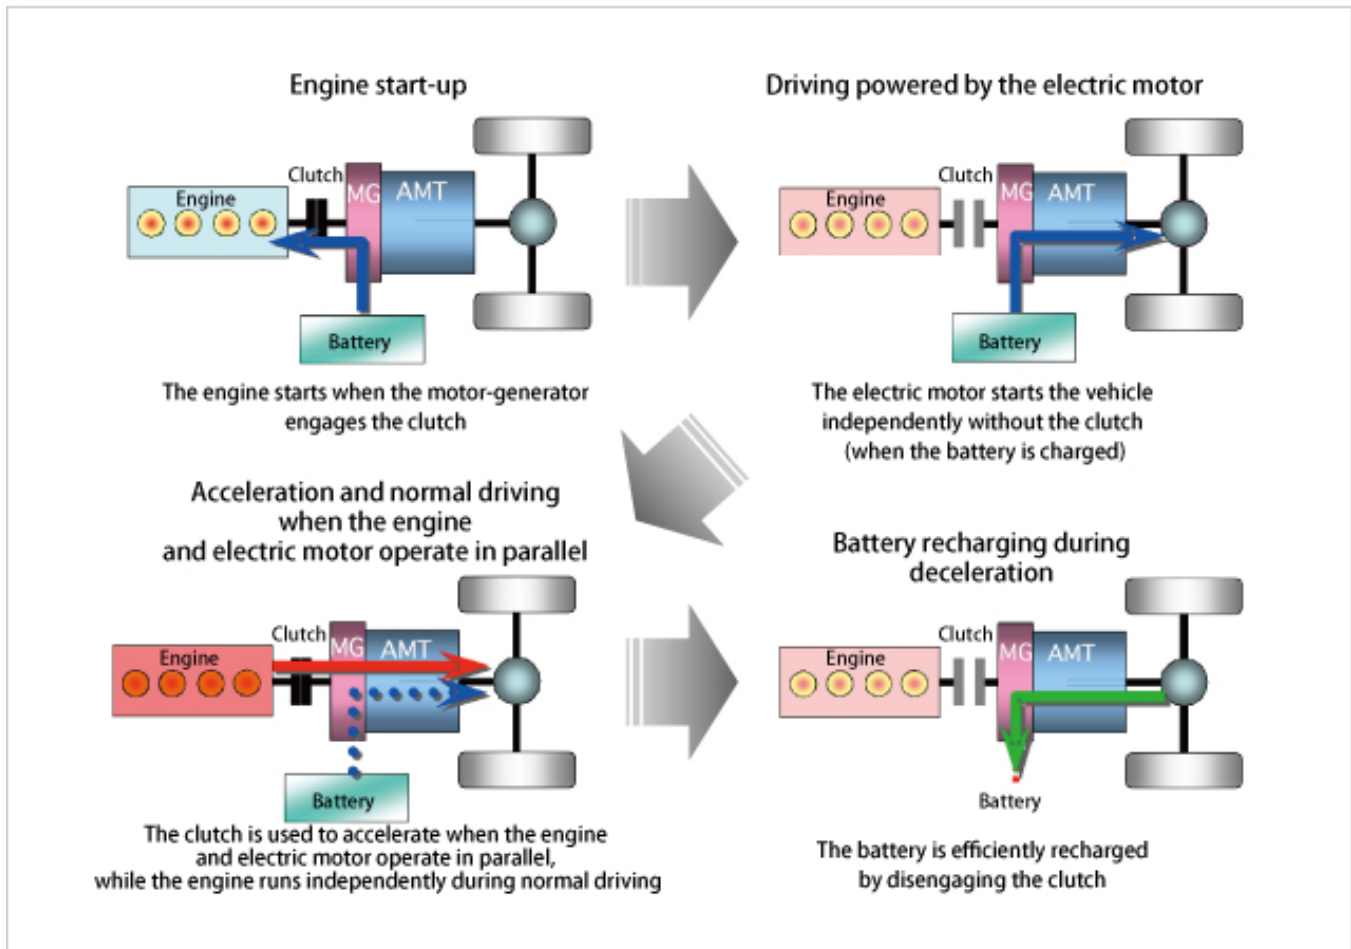 Engine start-up
Clutch
Engine
MG
AMT
Battery
The engine starts when the motor-generator
engages the clutch
Driving powered by the electric motor
Clutch
Engine
MG
AMT
Battery
The electric motor starts the vehicle
independently without the clutch
(when the battery is charged)
Acceleration and normal driving
when the engine
and electric motor operate in parallel
Clutch
Engine
MG
AMT
Battery
The clutch is used to accelerate when the engine
and electric motor operate in parallel,
while the engine runs independently during normal driving
Battery recharging during
deceleration
Clutch
Engine
MG
AMT
Battery
The battery is efficiently recharged
by disengaging the clutch